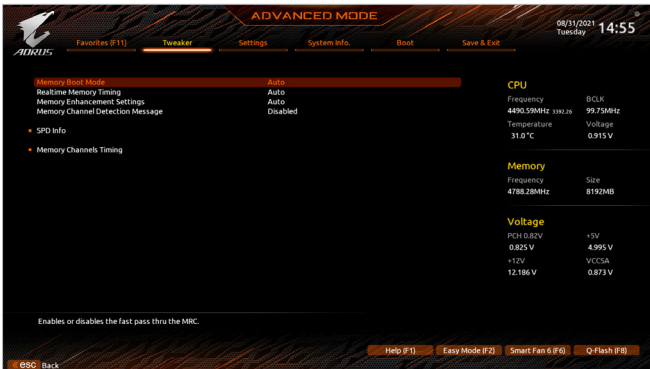 ADVANCED MODE
08/31/2021 Tuesday 14:55
AORUS
Favorites (F11) Tweaker Settings System Info. Boot Save & Exit
Memory Boot Mode Auto
Realtime Memory Timing Auto
Memory Enhancement Settings Auto
Memory Channel Detection Message Disabled
SPD Info
Memory Channels Timing
CPU
Frequency BCLK
4490.59MHz 3392.26 99.75MHz
Temperature Voltage
31.0 °C 0.915 V
Memory
Frequency Size
4788.28MHz 8192MB
Voltage
PCH 0.82V +5V
0.825 V 4.995 V
+12V VCCSA
12.186 V 0.873 V
Enables or disables the fast pass thru the MRC.
Help (F1) Easy Mode (F2) Smart Fan 6 (F6) Q-Flash (F8)
esc Back